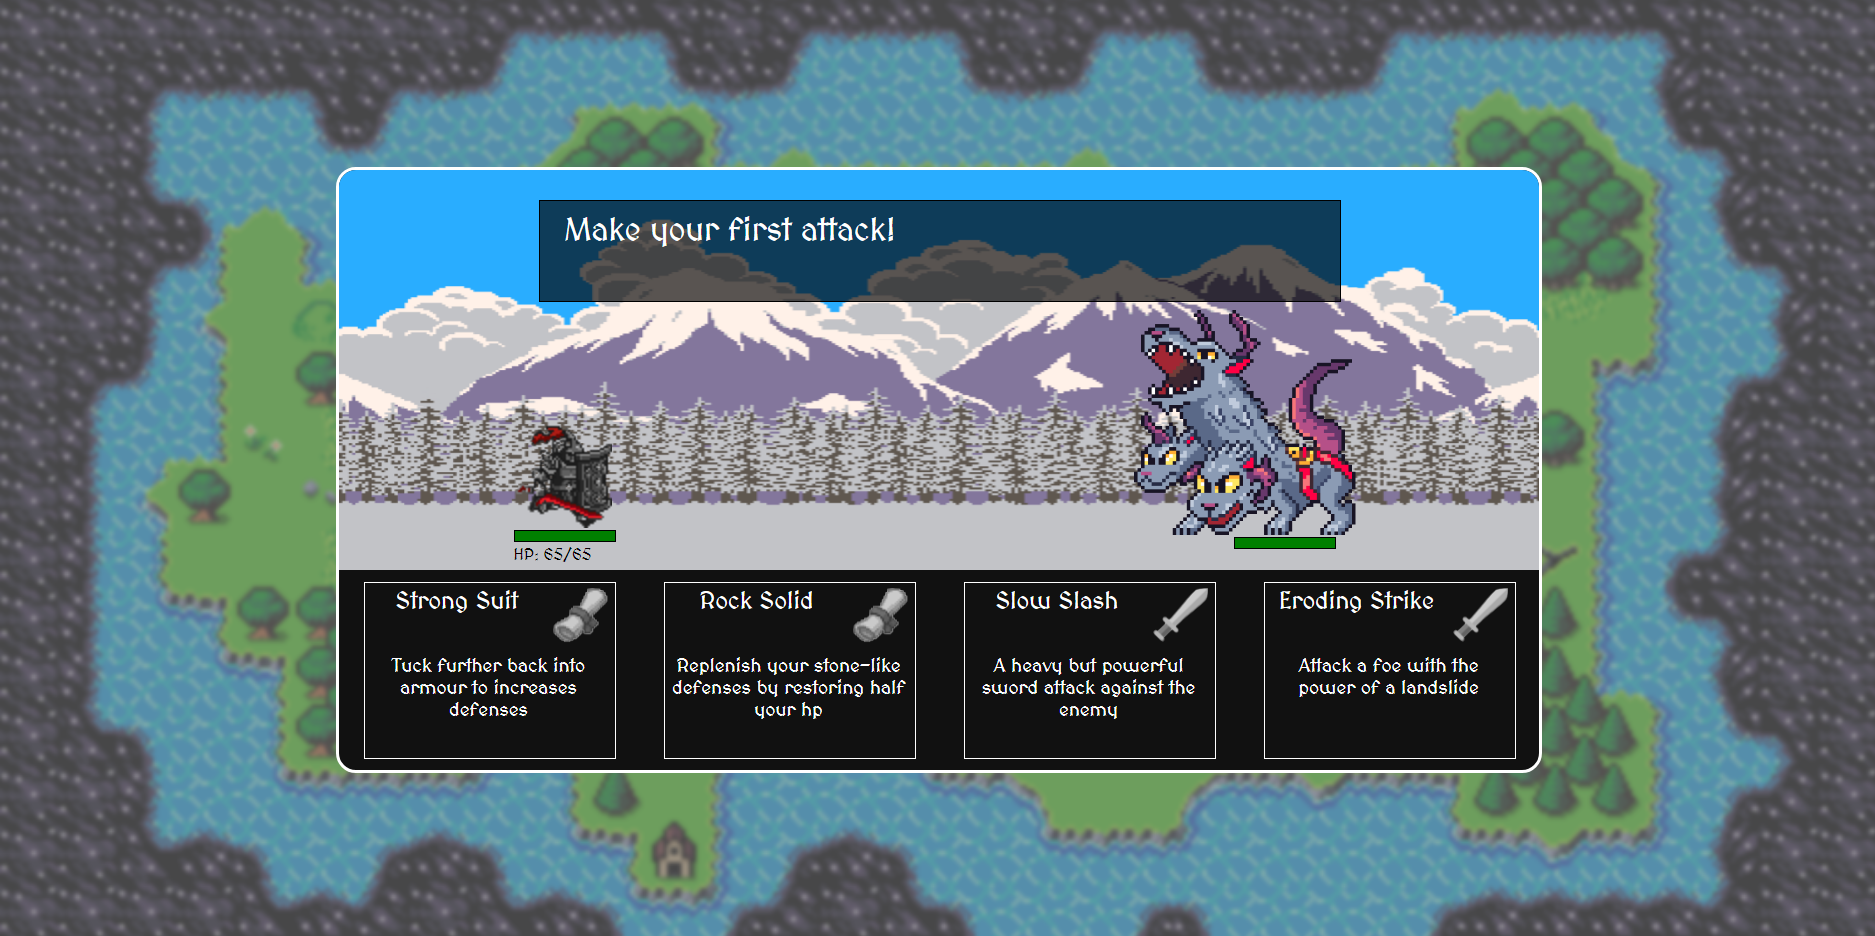 Make your first attack!
HP: 65/65
Strong Suit
Tuck further back into
armour to increases
defenses
Rock Solid
Replenish your stone-like
defenses by restoring half
your hp
Slow Slash
A heavy but powerful
sword attack against the
enemy
Eroding Strike
Attack a foe with the
power of a landslide